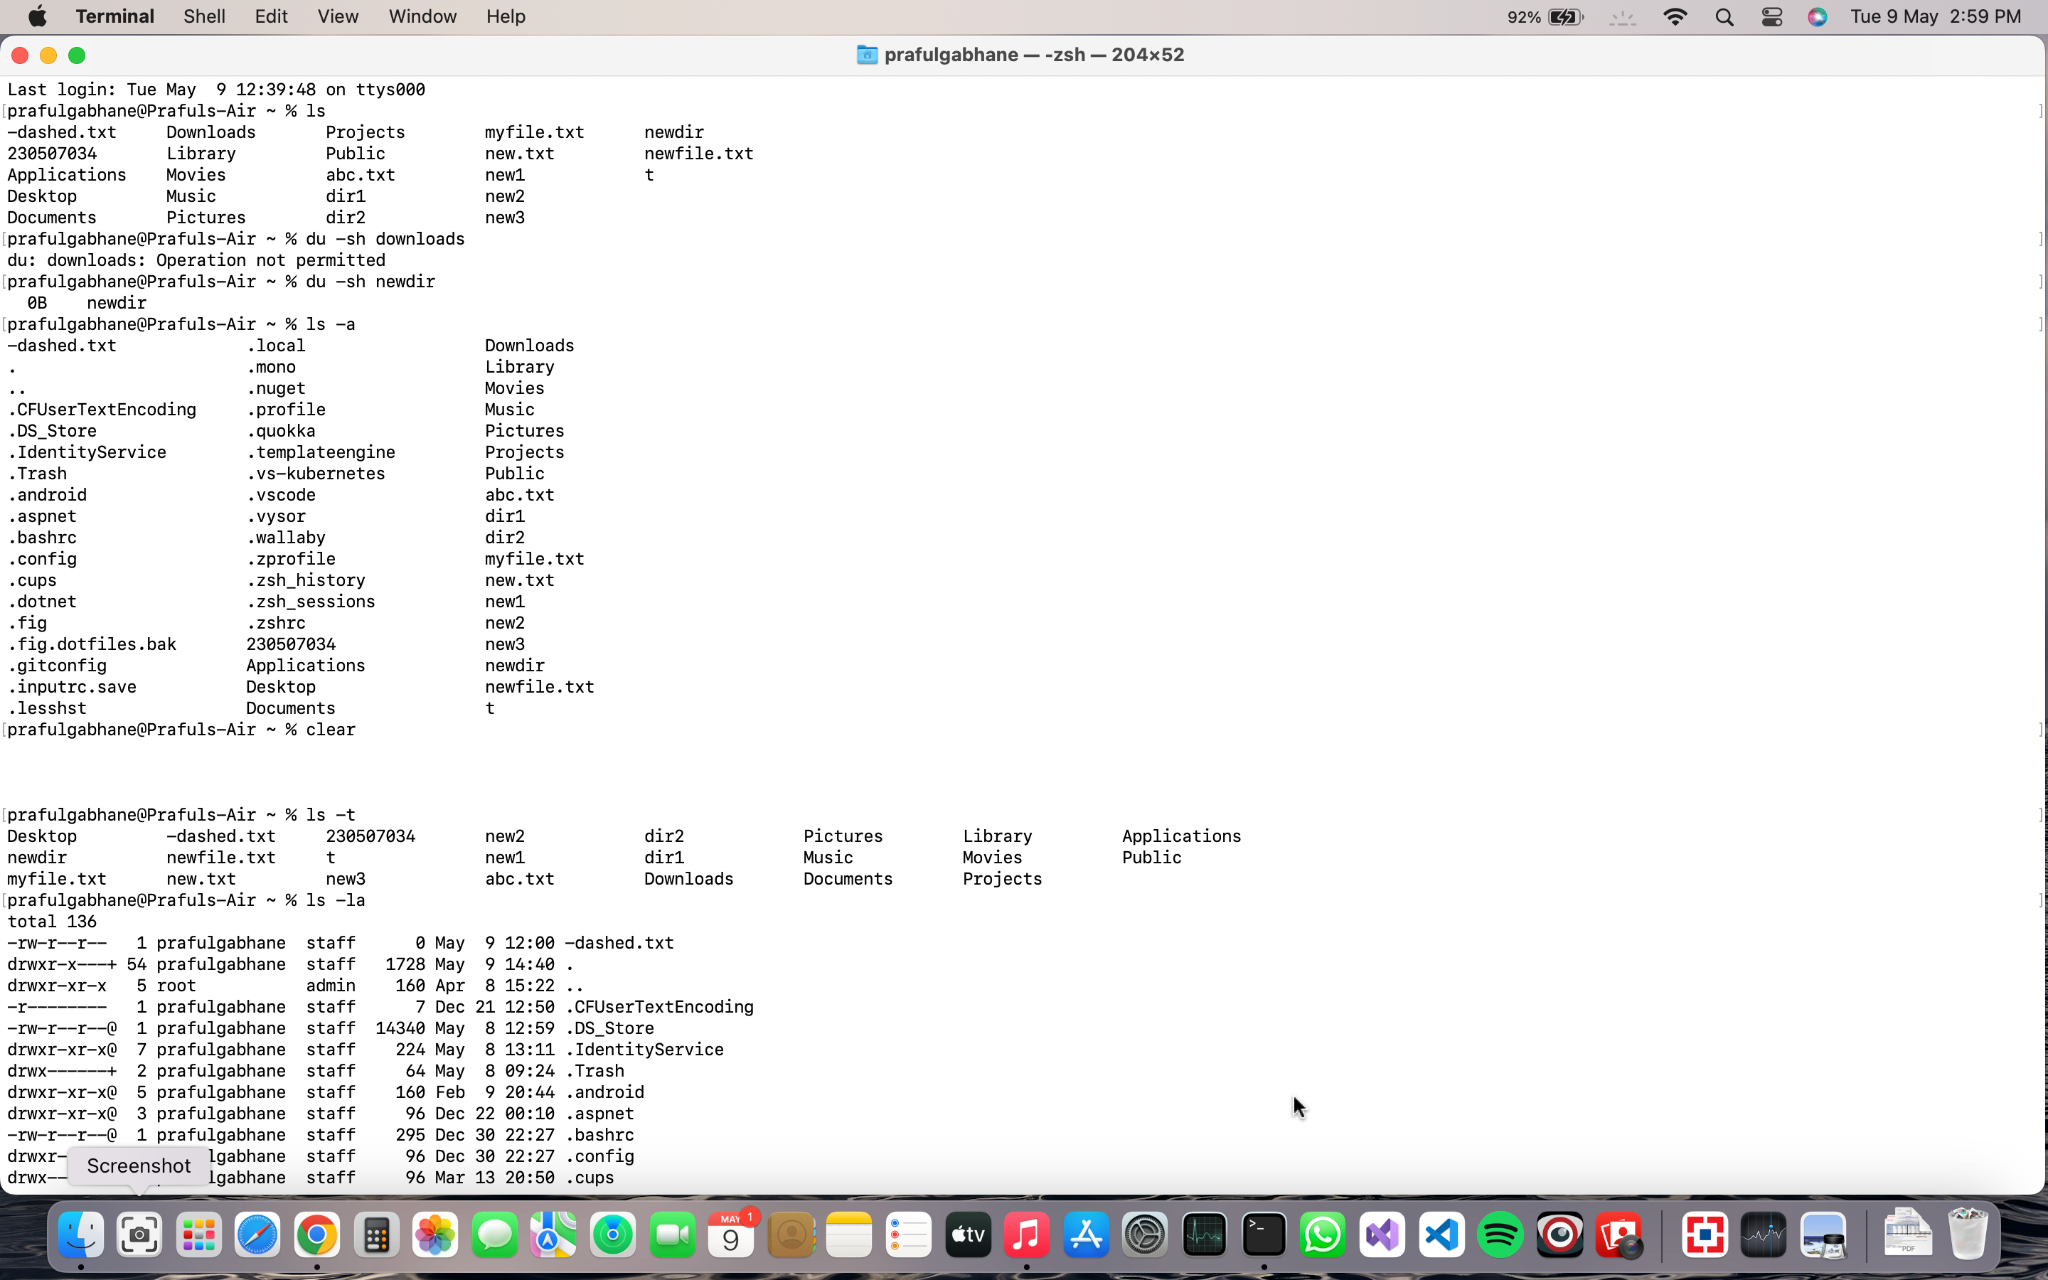 Terminal Shell Edit View Window Help 92% Tue 9 May 2:59 PM
prafulgabhane — -zsh — 204×52
Last login: Tue May  9 12:39:48 on ttys000
[prafulgabhane@Prafuls-Air ~ % ls ]
-dashed.txt Downloads Projects myfile.txt newdir
230507034 Library Public new.txt newfile.txt
Applications Movies abc.txt new1 t
Desktop Music dir1 new2
Documents Pictures dir2 new3
[prafulgabhane@Prafuls-Air ~ % du -sh downloads ]
du: downloads: Operation not permitted
[prafulgabhane@Prafuls-Air ~ % du -sh newdir ]
0B newdir
[prafulgabhane@Prafuls-Air ~ % ls -a ]
-dashed.txt .local Downloads
. .mono Library
.. .nuget Movies
.CFUserTextEncoding .profile Music
.DS_Store .quokka Pictures
.IdentityService .templateengine Projects
.Trash .vs-kubernetes Public
.android .vscode abc.txt
.aspnet .vysor dir1
.bashrc .wallaby dir2
.config .zprofile myfile.txt
.cups .zsh_history new.txt
.dotnet .zsh_sessions new1
.fig .zshrc new2
.fig.dotfiles.bak 230507034 new3
.gitconfig Applications newdir
.inputrc.save Desktop newfile.txt
.lesshst Documents t
[prafulgabhane@Prafuls-Air ~ % clear ]
[prafulgabhane@Prafuls-Air ~ % ls -t ]
Desktop -dashed.txt 230507034 new2 dir2 Pictures Library Applications
newdir newfile.txt t new1 dir1 Music Movies Public
myfile.txt new.txt new3 abc.txt Downloads Documents Projects
[prafulgabhane@Prafuls-Air ~ % ls -la ]
total 136
-rw-r--r-- 1 prafulgabhane staff 0 May 9 12:00 -dashed.txt
drwxr-x---+ 54 prafulgabhane staff 1728 May 9 14:40 .
drwxr-xr-x 5 root admin 160 Apr 8 15:22 ..
-r-------- 1 prafulgabhane staff 7 Dec 21 12:50 .CFUserTextEncoding
-rw-r--r--@ 1 prafulgabhane staff 14340 May 8 12:59 .DS_Store
drwxr-xr-x@ 7 prafulgabhane staff 224 May 8 13:11 .IdentityService
drwx------+ 2 prafulgabhane staff 64 May 8 09:24 .Trash
drwxr-xr-x@ 5 prafulgabhane staff 160 Feb 9 20:44 .android
drwxr-xr-x@ 3 prafulgabhane staff 96 Dec 22 00:10 .aspnet
-rw-r--r--@ 1 prafulgabhane staff 295 Dec 30 22:27 .bashrc
drwxr- ulgabhane staff 96 Dec 30 22:27 .config
drwx-- ulgabhane staff 96 Mar 13 20:50 .cups
Screenshot
MAY 1
9
tv
>_
PDF